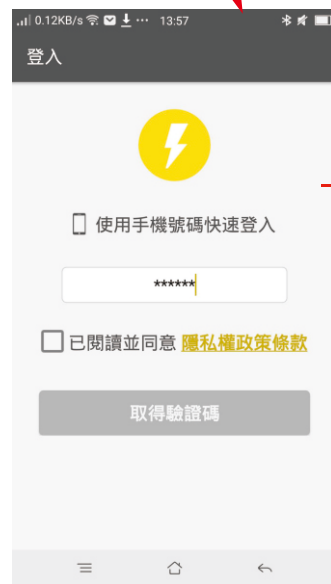 0.12KB/s ··· 13:57
登入
使用手機號碼快速登入
******
已閱讀並同意 隱私權政策條款
取得驗證碼